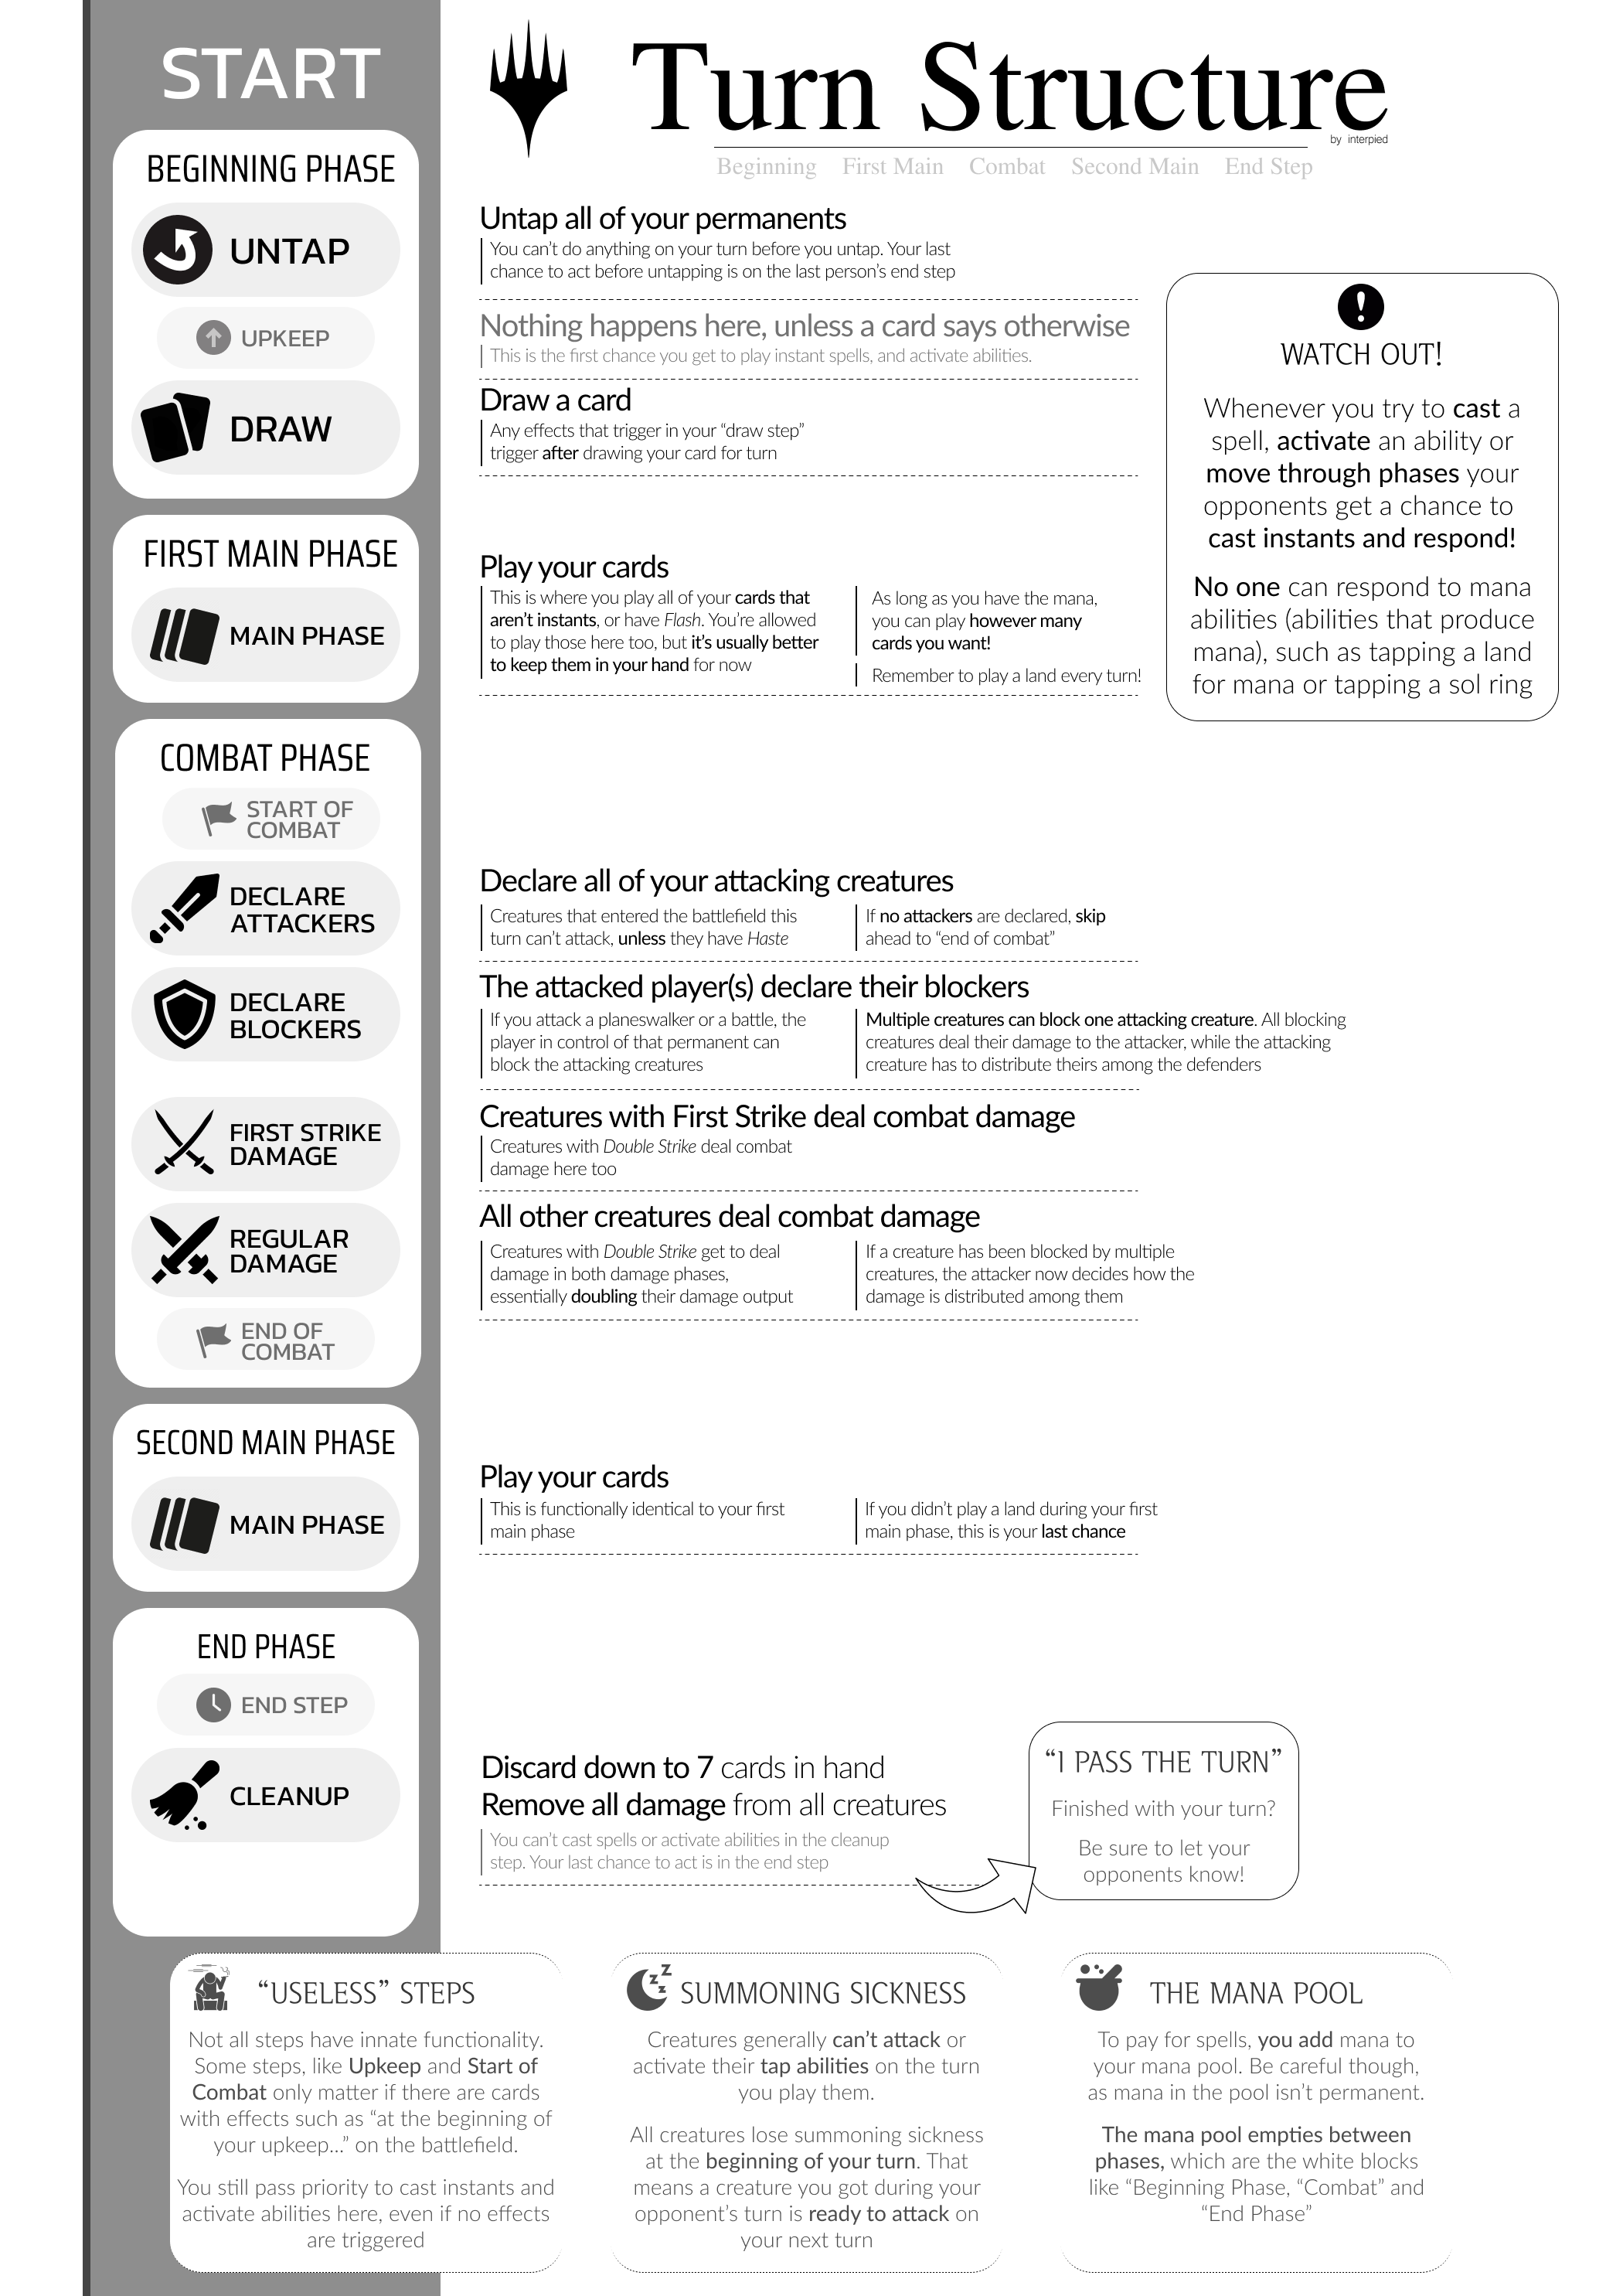 START
Turn Structure
by interpied
Beginning First Main Combat Second Main End Step
BEGINNING PHASE
UNTAP
Untap all of your permanents
You can’t do anything on your turn before you untap. Your last
chance to act before untapping is on the last person’s end step
UPKEEP
Nothing happens here, unless a card says otherwise
This is the first chance you get to play instant spells, and activate abilities.
DRAW
Draw a card
Any effects that trigger in your “draw step”
trigger after drawing your card for turn
!
WATCH OUT!
Whenever you try to cast a
spell, activate an ability or
move through phases your
opponents get a chance to
cast instants and respond!
No one can respond to mana
abilities (abilities that produce
mana), such as tapping a land
for mana or tapping a sol ring
FIRST MAIN PHASE
MAIN PHASE
Play your cards
This is where you play all of your cards that
aren’t instants, or have Flash. You’re allowed
to play those here too, but it’s usually better
to keep them in your hand for now
As long as you have the mana,
you can play however many
cards you want!
Remember to play a land every turn!
COMBAT PHASE
START OF
COMBAT
DECLARE
ATTACKERS
Declare all of your attacking creatures
Creatures that entered the battlefield this
turn can’t attack, unless they have Haste
If no attackers are declared, skip
ahead to “end of combat”
DECLARE
BLOCKERS
The attacked player(s) declare their blockers
If you attack a planeswalker or a battle, the
player in control of that permanent can
block the attacking creatures
Multiple creatures can block one attacking creature. All blocking
creatures deal their damage to the attacker, while the attacking
creature has to distribute theirs among the defenders
FIRST STRIKE
DAMAGE
Creatures with First Strike deal combat damage
Creatures with Double Strike deal combat
damage here too
REGULAR
DAMAGE
All other creatures deal combat damage
Creatures with Double Strike get to deal
damage in both damage phases,
essentially doubling their damage output
If a creature has been blocked by multiple
creatures, the attacker now decides how the
damage is distributed among them
END OF
COMBAT
SECOND MAIN PHASE
MAIN PHASE
Play your cards
This is functionally identical to your first
main phase
If you didn’t play a land during your first
main phase, this is your last chance
END PHASE
END STEP
CLEANUP
Discard down to 7 cards in hand
Remove all damage from all creatures
You can’t cast spells or activate abilities in the cleanup
step. Your last chance to act is in the end step
“I PASS THE TURN”
Finished with your turn?
Be sure to let your
opponents know!
“USELESS” STEPS
Not all steps have innate functionality.
Some steps, like Upkeep and Start of
Combat only matter if there are cards
with effects such as “at the beginning of
your upkeep...” on the battlefield.
You still pass priority to cast instants and
activate abilities here, even if no effects
are triggered
z z z
SUMMONING SICKNESS
Creatures generally can’t attack or
activate their tap abilities on the turn
you play them.
All creatures lose summoning sickness
at the beginning of your turn. That
means a creature you got during your
opponent’s turn is ready to attack on
your next turn
THE MANA POOL
To pay for spells, you add mana to
your mana pool. Be careful though,
as mana in the pool isn’t permanent.
The mana pool empties between
phases, which are the white blocks
like “Beginning Phase, “Combat” and
“End Phase”